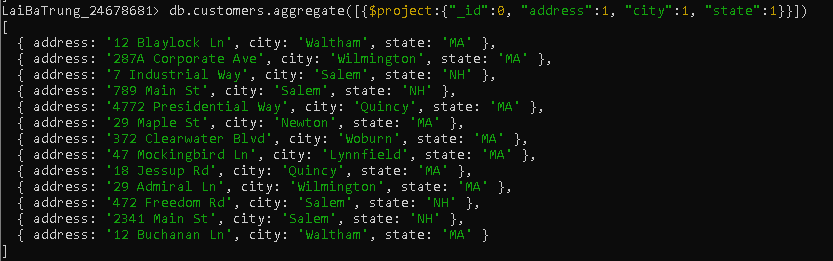 LaiBaTrung_24678681> db.customers.aggregate([{$project:{"_id":0, "address":1, "city":1, "state":1}}])
[
  { address: '12 Blaylock Ln', city: 'Waltham', state: 'MA' },
  { address: '287A Corporate Ave', city: 'Wilmington', state: 'MA' },
  { address: '7 Industrial Way', city: 'Salem', state: 'NH' },
  { address: '789 Main St', city: 'Salem', state: 'NH' },
  { address: '4772 Presidential Way', city: 'Quincy', state: 'MA' },
  { address: '29 Maple St', city: 'Newton', state: 'MA' },
  { address: '372 Clearwater Blvd', city: 'Woburn', state: 'MA' },
  { address: '47 Mockingbird Ln', city: 'Lynnfield', state: 'MA' },
  { address: '18 Jessup Rd', city: 'Quincy', state: 'MA' },
  { address: '29 Admiral Ln', city: 'Wilmington', state: 'MA' },
  { address: '472 Freedom Rd', city: 'Salem', state: 'NH' },
  { address: '2341 Main St', city: 'Salem', state: 'NH' },
  { address: '12 Buchanan Ln', city: 'Waltham', state: 'MA' }
]